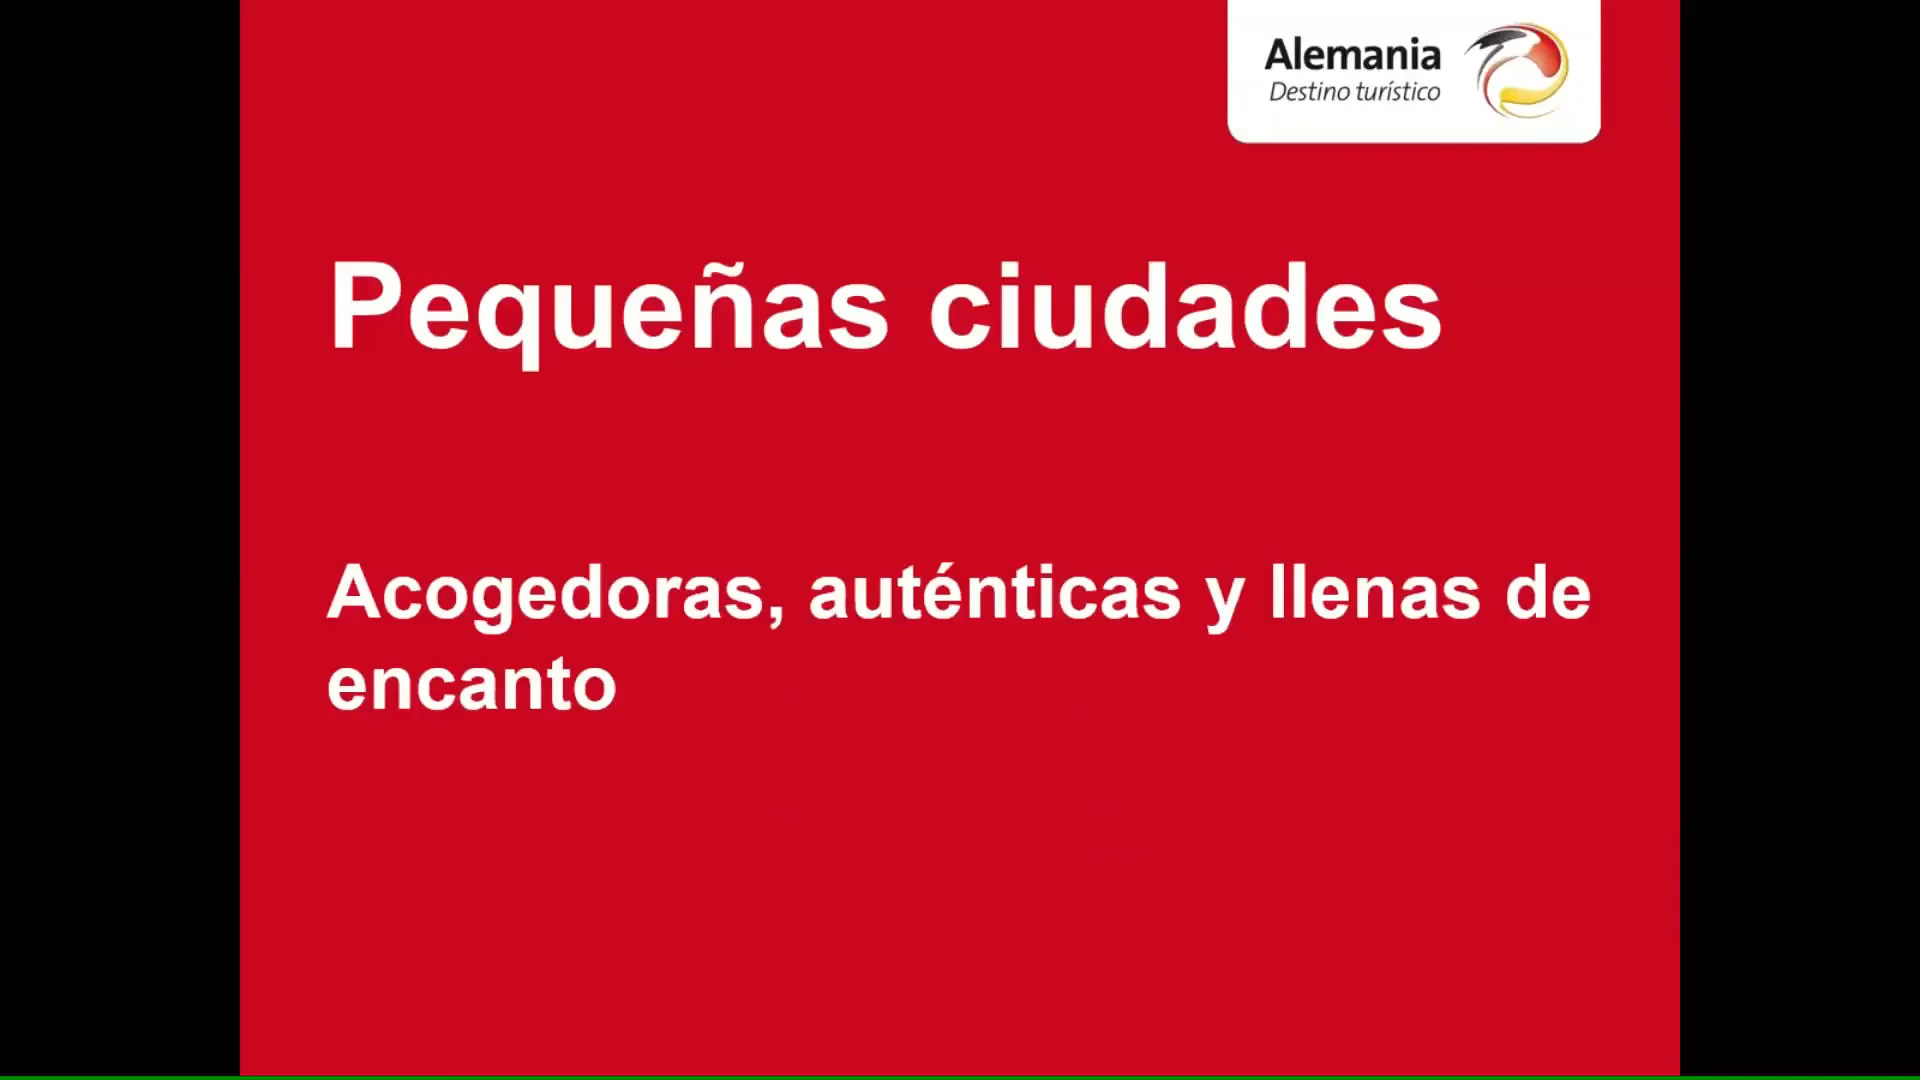 Alemania
Destino turístico
Pequeñas ciudades
Acogedoras, auténticas y llenas de
encanto